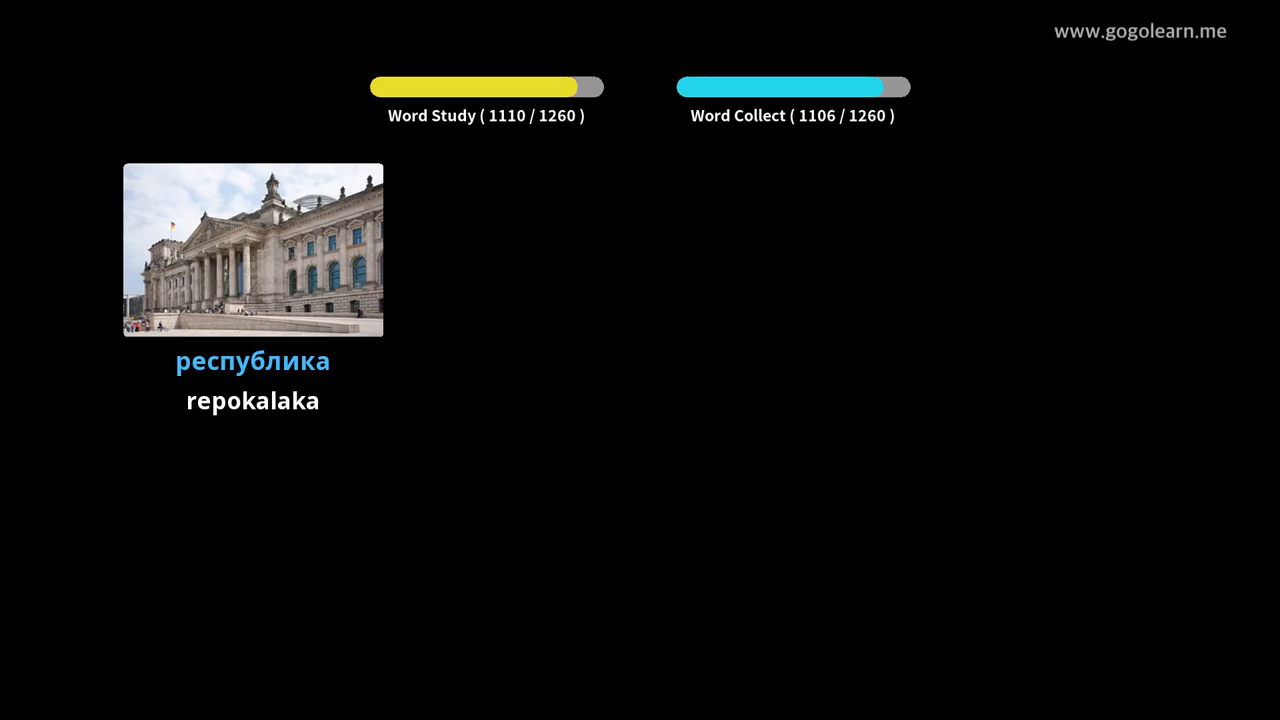 www.gogolearn.me
Word Study ( 1110 / 1260 )
Word Collect ( 1106 / 1260 )
республика
repokalaka